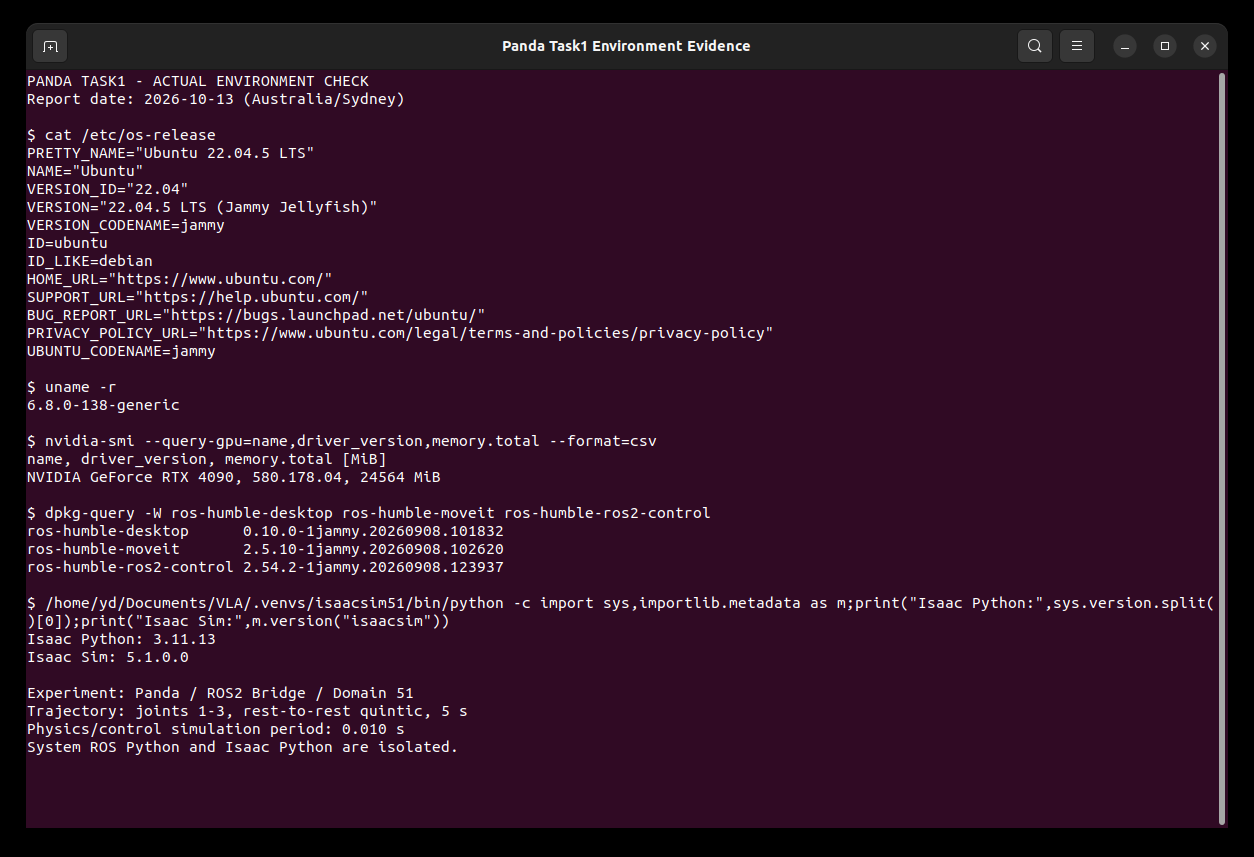 Panda Task1 Environment Evidence
PANDA TASK1 - ACTUAL ENVIRONMENT CHECK
Report date: 2026-10-13 (Australia/Sydney)
$ cat /etc/os-release
PRETTY_NAME="Ubuntu 22.04.5 LTS"
NAME="Ubuntu"
VERSION_ID="22.04"
VERSION="22.04.5 LTS (Jammy Jellyfish)"
VERSION_CODENAME=jammy
ID=ubuntu
ID_LIKE=debian
HOME_URL="https://www.ubuntu.com/"
SUPPORT_URL="https://help.ubuntu.com/"
BUG_REPORT_URL="https://bugs.launchpad.net/ubuntu/"
PRIVACY_POLICY_URL="https://www.ubuntu.com/legal/terms-and-policies/privacy-policy"
UBUNTU_CODENAME=jammy
$ uname -r
6.8.0-138-generic
$ nvidia-smi --query-gpu=name,driver_version,memory.total --format=csv
name, driver_version, memory.total [MiB]
NVIDIA GeForce RTX 4090, 580.178.04, 24564 MiB
$ dpkg-query -W ros-humble-desktop ros-humble-moveit ros-humble-ros2-control
ros-humble-desktop      0.10.0-1jammy.20260908.101832
ros-humble-moveit       2.5.10-1jammy.20260908.102620
ros-humble-ros2-control 2.54.2-1jammy.20260908.123937
$ /home/yd/Documents/VLA/.venvs/isaacsim51/bin/python -c import sys,importlib.metadata as m;print("Isaac Python:",sys.version.split(
)[0]);print("Isaac Sim:",m.version("isaacsim"))
Isaac Python: 3.11.13
Isaac Sim: 5.1.0.0
Experiment: Panda / ROS2 Bridge / Domain 51
Trajectory: joints 1-3, rest-to-rest quintic, 5 s
Physics/control simulation period: 0.010 s
System ROS Python and Isaac Python are isolated.